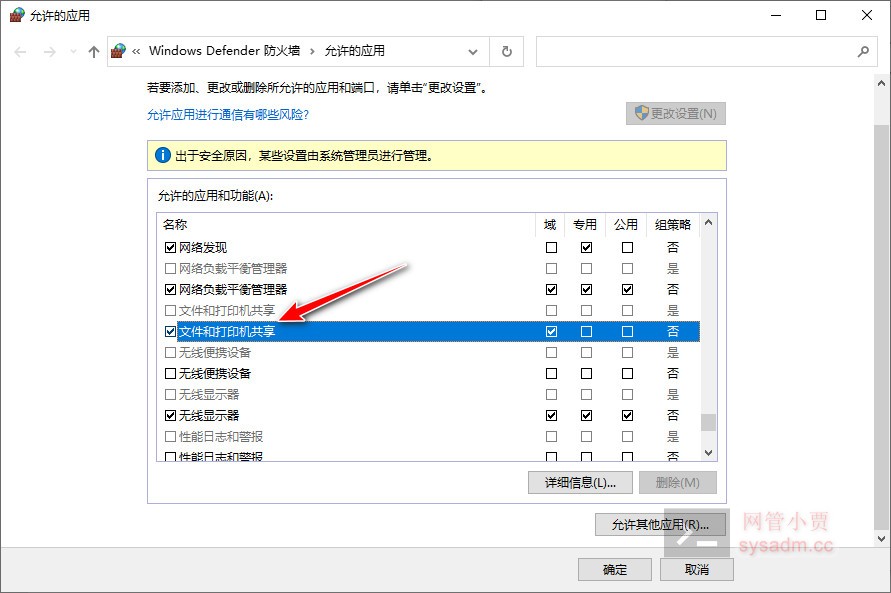 允许的应用
« Windows Defender 防火墙 › 允许的应用
若要添加、更改或删除所允许的应用和端口，请单击“更改设置”。
允许应用进行通信有哪些风险?
更改设置(N)
出于安全原因，某些设置由系统管理员进行管理。
允许的应用和功能(A):
名称 域 专用 公用 组策略
网络发现 否
网络负载平衡管理器 是
网络负载平衡管理器 否
文件和打印机共享 是
文件和打印机共享 否
无线便携设备 是
无线便携设备 否
无线显示器 是
无线显示器 否
性能日志和警报 是
性能日志和警报 否
详细信息(L)... 删除(M)
允许其他应用(R)...
网管小贾
sysadm.cc
确定 取消